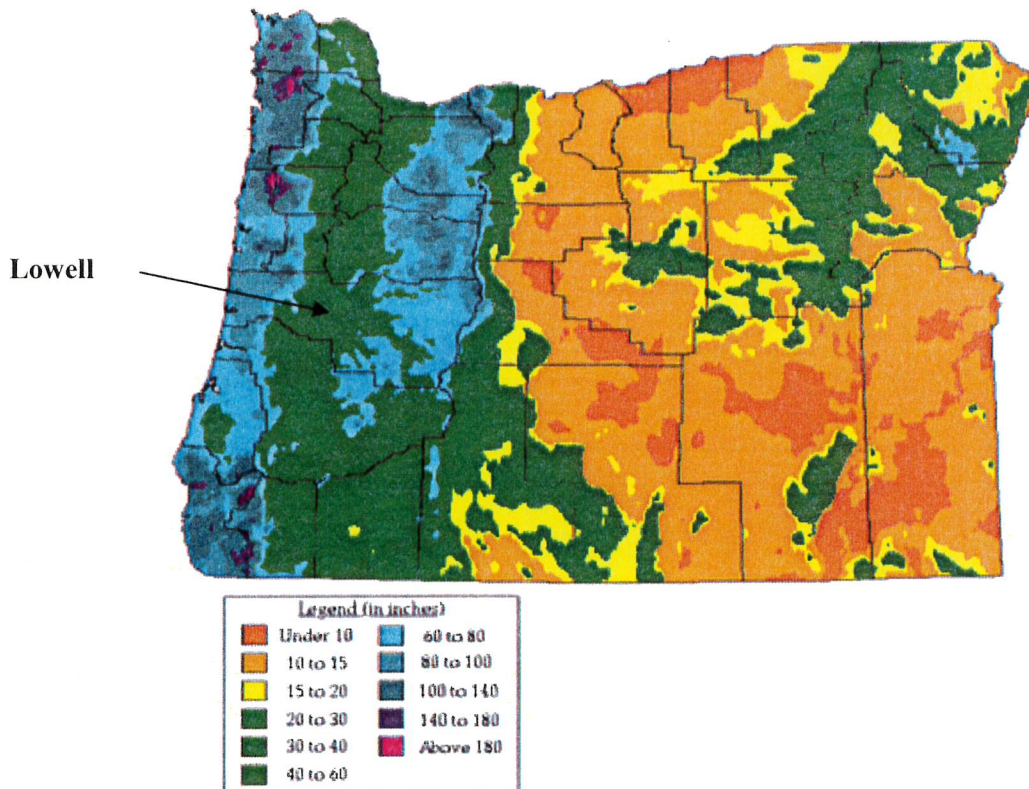 Lowell
Legend (in inches)
Under 10
10 to 15
15 to 20
20 to 30
30 to 40
40 to 60
60 to 80
80 to 100
100 to 140
140 to 180
Above 180